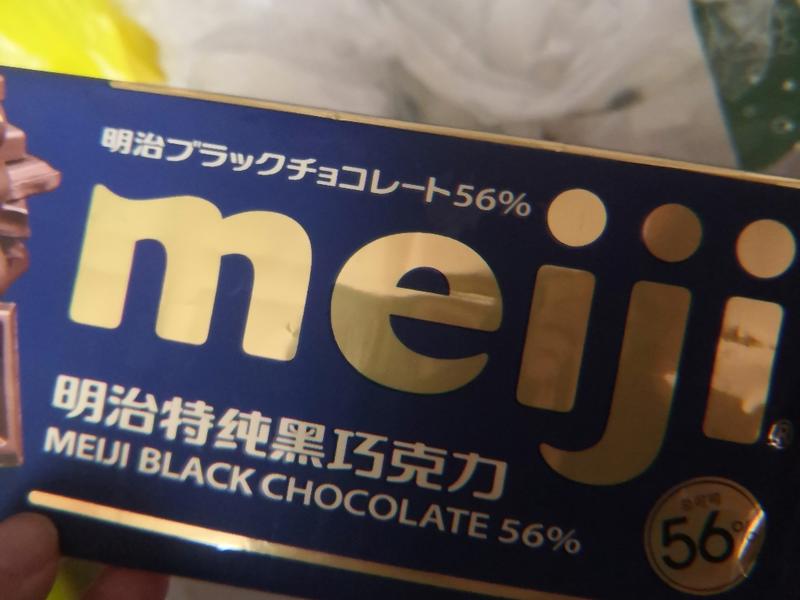 明治ブラックチョコレート56%
meiji
®
明治特纯黑巧克力
MEIJI BLACK CHOCOLATE 56%
56%